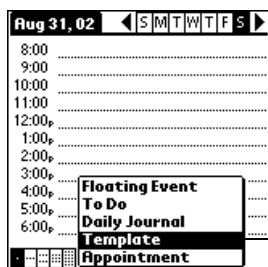 Aug 31, 02 S M T W T F S
8:00
9:00
10:00
11:00
12:00p
1:00p
2:00p
3:00p
4:00p
5:00p
6:00p
Floating Event
To Do
Daily Journal
Template
Appointment